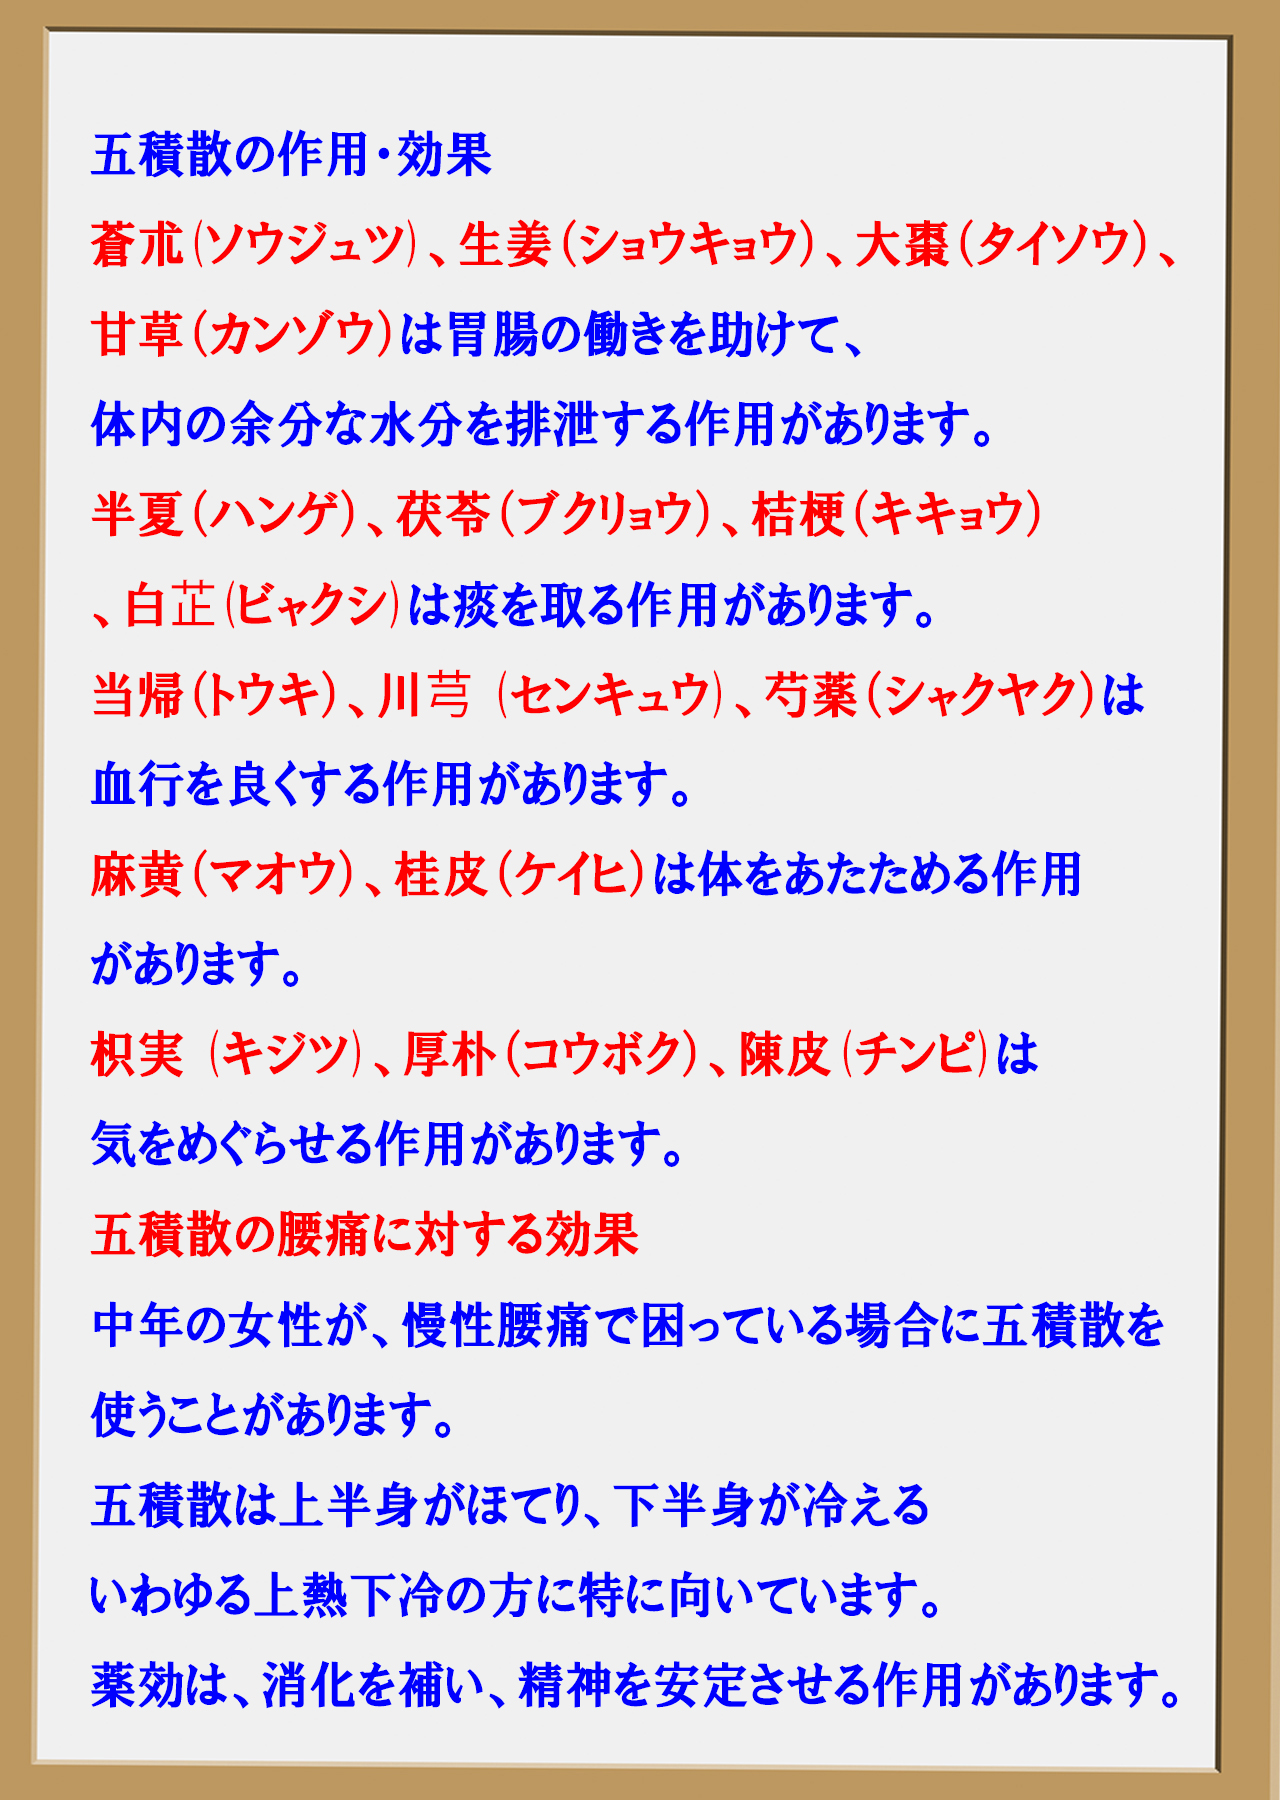 五積散の作用・効果
蒼朮(ソウジュツ)、生姜(ショウキョウ)、大棗(タイソウ)、
甘草(カンゾウ)は胃腸の働きを助けて、
体内の余分な水分を排泄する作用があります。
半夏(ハンゲ)、茯苓(ブクリョウ)、桔梗(キキョウ)
、白芷(ビャクシ)は痰を取る作用があります。
当帰(トウキ)、川芎 (センキュウ)、芍薬(シャクヤク)は
血行を良くする作用があります。
麻黄(マオウ)、桂皮(ケイヒ)は体をあたためる作用
があります。
枳実 (キジツ)、厚朴(コウボク)、陳皮(チンピ)は
気をめぐらせる作用があります。
五積散の腰痛に対する効果
中年の女性が、慢性腰痛で困っている場合に五積散を
使うことがあります。
五積散は上半身がほてり、下半身が冷える
いわゆる上熱下冷の方に特に向いています。
薬効は、消化を補い、精神を安定させる作用があります。